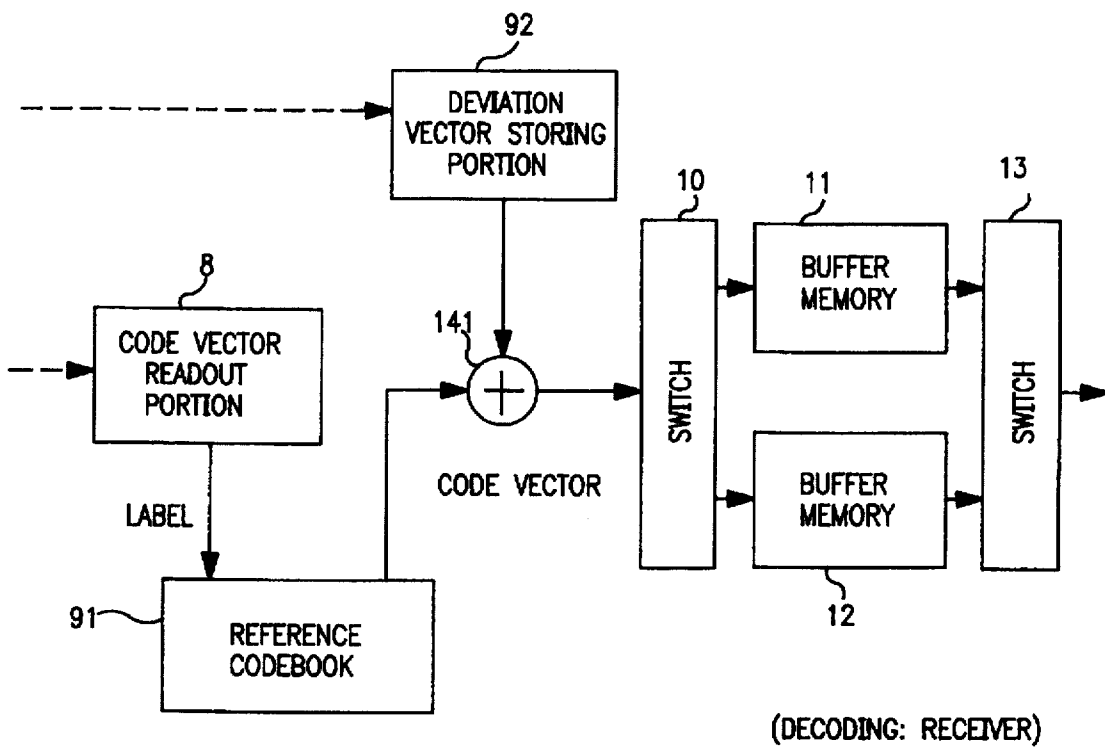 92
DEVIATION
VECTOR STORING
PORTION
10
11
13
BUFFER
MEMORY
8
CODE VECTOR
READOUT
PORTION
141
+
SWITCH
SWITCH
CODE VECTOR
BUFFER
MEMORY
LABEL
12
91
REFERENCE
CODEBOOK
(DECODING: RECEIVER)